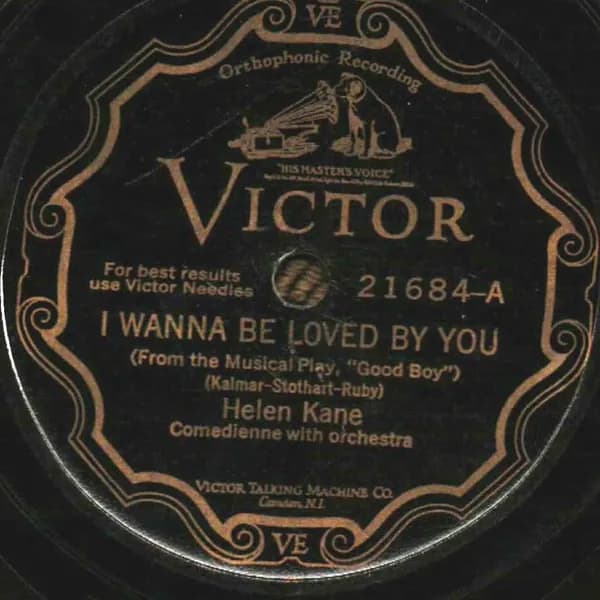 VE
Orthophonic Recording
"HIS MASTER'S VOICE"
VICTOR
For best results
use Victor Needles
21684-A
I WANNA BE LOVED BY YOU
(From the Musical Play, "Good Boy")
(Kalmar-Stothart-Ruby)
Helen Kane
Comedienne with orchestra
VICTOR TALKING MACHINE CO.
Camden, N.J.
VE